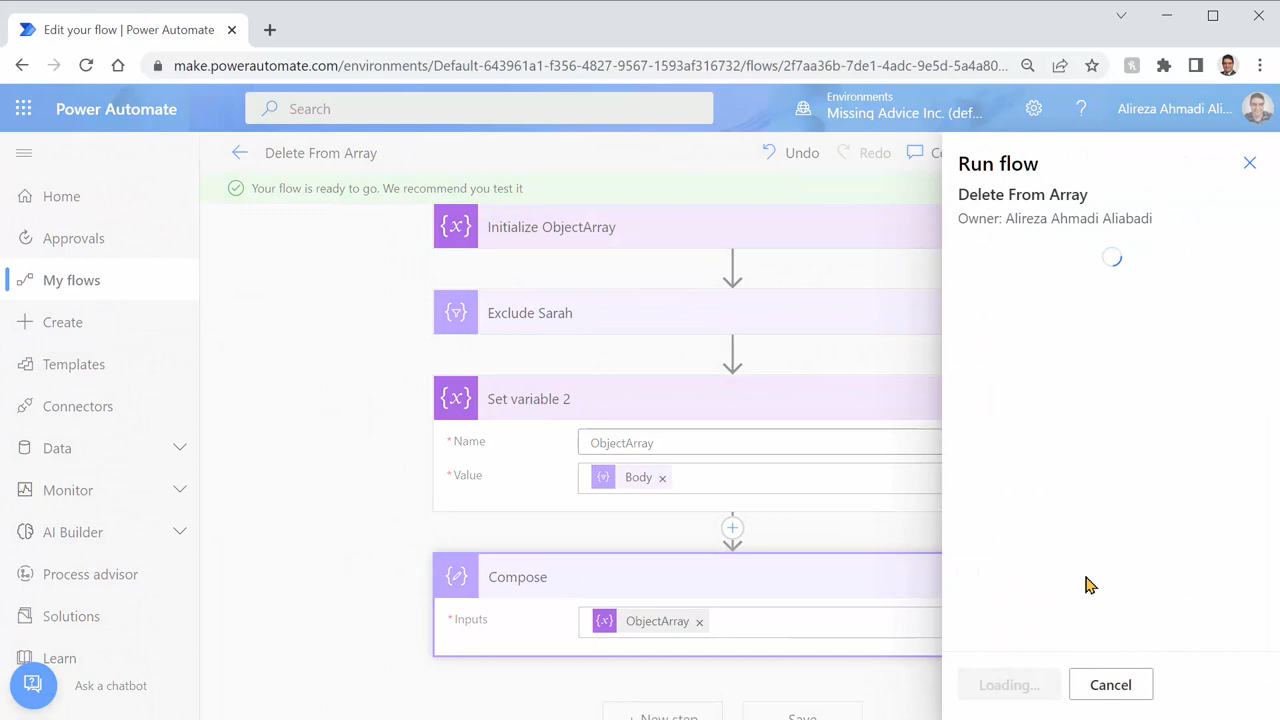 Edit your flow | Power Automate
make.powerautomate.com/environments/Default-643961a1-f356-4827-9567-1593af316732/flows/2f7aa36b-7de1-4adc-9e5d-5a4a80...
Power Automate
Search
Environments
Missing Advice Inc. (def...
Alireza Ahmadi Ali...
Delete From Array
Undo
Redo
Your flow is ready to go. We recommend you test it
Home
Approvals
My flows
Create
Templates
Connectors
Data
Monitor
AI Builder
Process advisor
Solutions
Learn
Ask a chatbot
Initialize ObjectArray
Exclude Sarah
Set variable 2
* Name
ObjectArray
* Value
Body
Compose
* Inputs
ObjectArray
+ New step
Save
Run flow
Delete From Array
Owner: Alireza Ahmadi Aliabadi
Loading...
Cancel